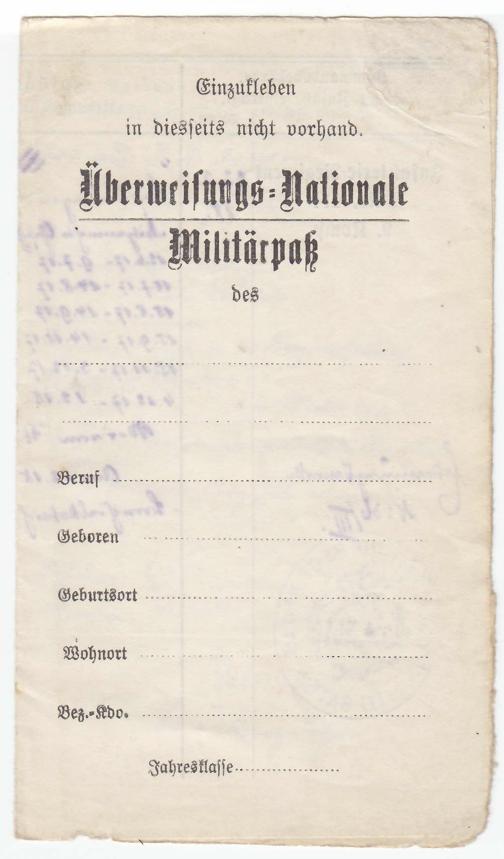 Einzukleben
in diesseits nicht vorhand.
Überweisungs-Nationale
Militärpaß
des
Beruf
Geboren
Geburtsort
Wohnort
Bez.-Kdo.
Jahresklasse